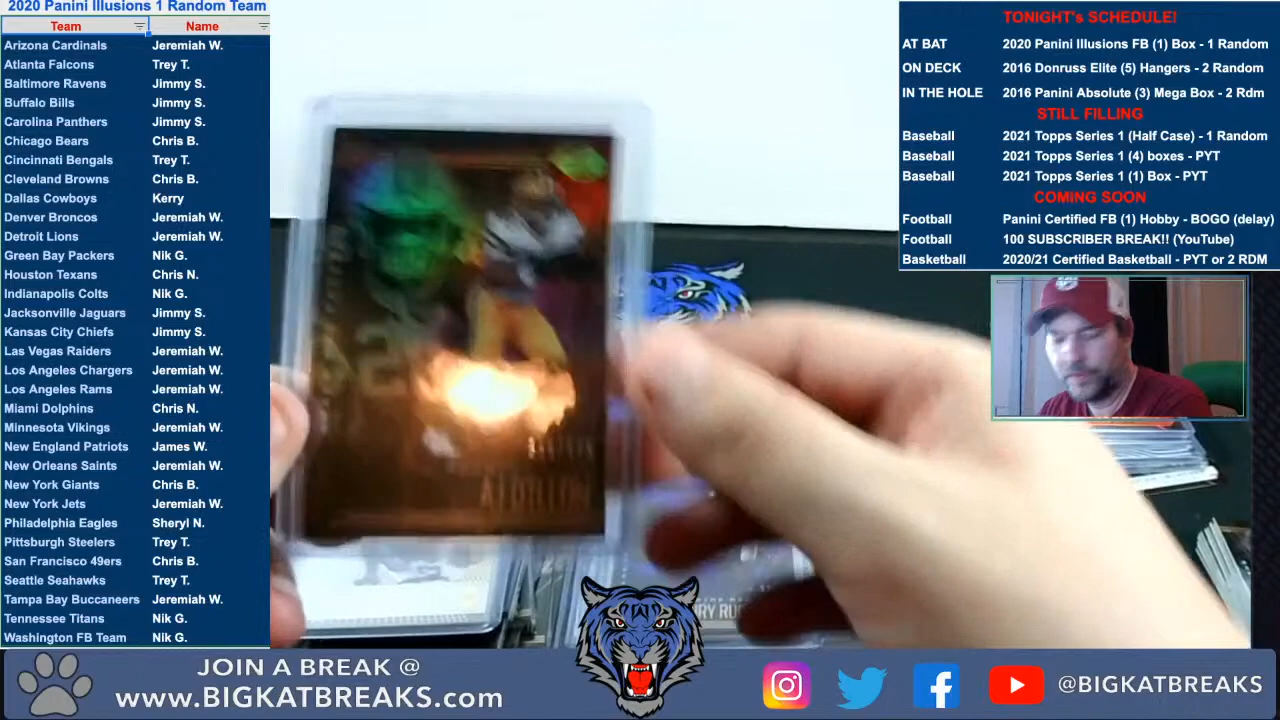 2020 Panini Illusions 1 Random Team
Team Name
Arizona Cardinals Jeremiah W.
Atlanta Falcons Trey T.
Baltimore Ravens Jimmy S.
Buffalo Bills Jimmy S.
Carolina Panthers Jimmy S.
Chicago Bears Chris B.
Cincinnati Bengals Trey T.
Cleveland Browns Chris B.
Dallas Cowboys Kerry
Denver Broncos Jeremiah W.
Detroit Lions Jeremiah W.
Green Bay Packers Nik G.
Houston Texans Chris N.
Indianapolis Colts Nik G.
Jacksonville Jaguars Jimmy S.
Kansas City Chiefs Jimmy S.
Las Vegas Raiders Jeremiah W.
Los Angeles Chargers Jeremiah W.
Los Angeles Rams Jeremiah W.
Miami Dolphins Chris N.
Minnesota Vikings Jeremiah W.
New England Patriots James W.
New Orleans Saints Jeremiah W.
New York Giants Chris B.
New York Jets Jeremiah W.
Philadelphia Eagles Sheryl N.
Pittsburgh Steelers Trey T.
San Francisco 49ers Chris B.
Seattle Seahawks Trey T.
Tampa Bay Buccaneers Jeremiah W.
Tennessee Titans Nik G.
Washington FB Team Nik G.
TONIGHT's SCHEDULE!
AT BAT 2020 Panini Illusions FB (1) Box - 1 Random
ON DECK 2016 Donruss Elite (5) Hangers - 2 Random
IN THE HOLE 2016 Panini Absolute (3) Mega Box - 2 Rdm
STILL FILLING
Baseball 2021 Topps Series 1 (Half Case) - 1 Random
Baseball 2021 Topps Series 1 (4) boxes - PYT
Baseball 2021 Topps Series 1 (1) Box - PYT
COMING SOON
Football Panini Certified FB (1) Hobby - BOGO (delay)
Football 100 SUBSCRIBER BREAK!! (YouTube)
Basketball 2020/21 Certified Basketball - PYT or 2 RDM
JOIN A BREAK @
www.BIGKATBREAKS.com
@BIGKATBREAKS